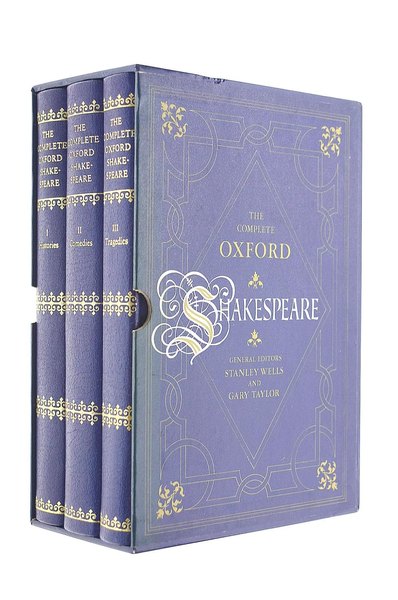 THE
COMPLETE
OXFORD
SHAKE-
SPEARE
I
Histories
THE
COMPLETE
OXFORD
SHAKE-
SPEARE
II
Comedies
THE
COMPLETE
OXFORD
SHAKE-
SPEARE
III
Tragedies
THE
COMPLETE
OXFORD
SHAKESPEARE
GENERAL EDITORS
STANLEY WELLS
AND
GARY TAYLOR